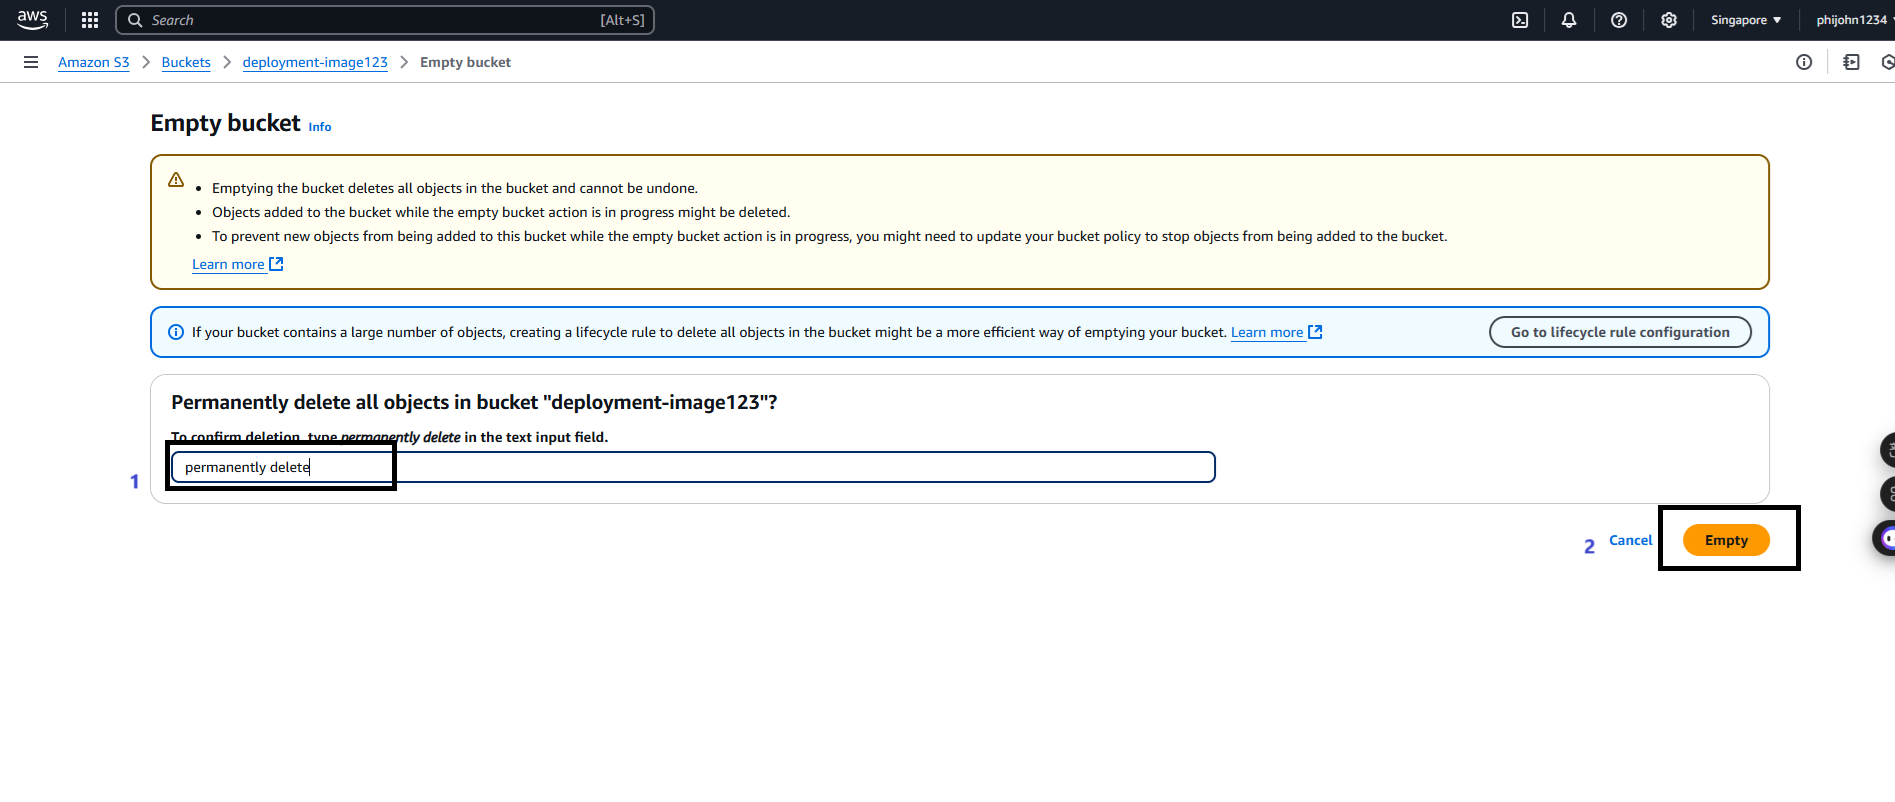 aws
Search [Alt+S] Singapore phijohn1234
Amazon S3 Buckets deployment-image123 Empty bucket
Empty bucket Info
Emptying the bucket deletes all objects in the bucket and cannot be undone.
Objects added to the bucket while the empty bucket action is in progress might be deleted.
To prevent new objects from being added to this bucket while the empty bucket action is in progress, you might need to update your bucket policy to stop objects from being added to the bucket.
Learn more
If your bucket contains a large number of objects, creating a lifecycle rule to delete all objects in the bucket might be a more efficient way of emptying your bucket. Learn more Go to lifecycle rule configuration
Permanently delete all objects in bucket "deployment-image123"?
To confirm deletion, type permanently delete in the text input field.
permanently delete
1
2 Cancel Empty